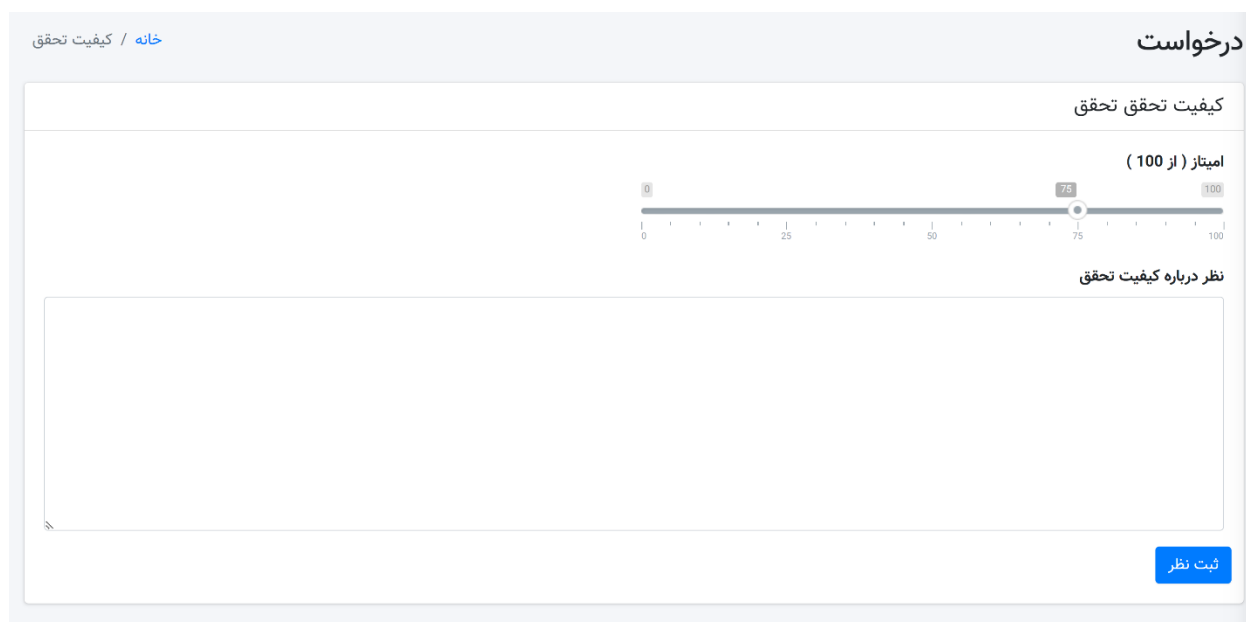 درخواست
خانه / کیفیت تحقق
کیفیت تحقق تحقق
امیتاز ( از 100 )
0 75 100
0 25 50 75 100
نظر درباره کیفیت تحقق
ثبت نظر